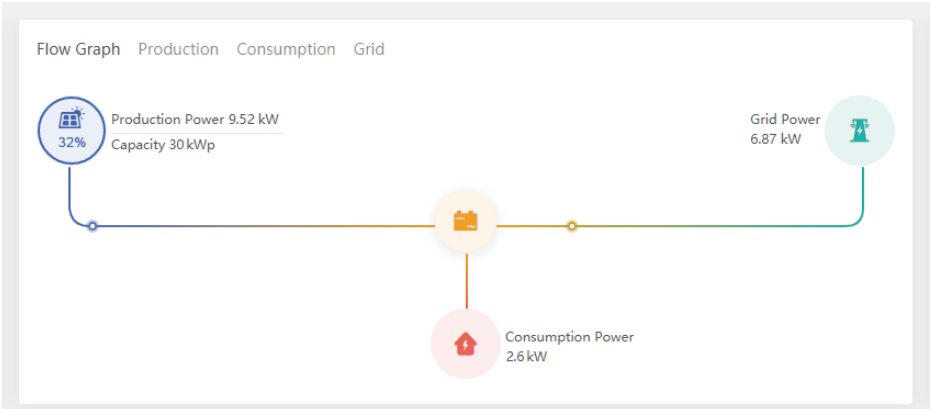 Flow Graph Production Consumption Grid
32%
Production Power 9.52 kW
Capacity 30 kWp
Grid Power
6.87 kW
Consumption Power
2.6 kW